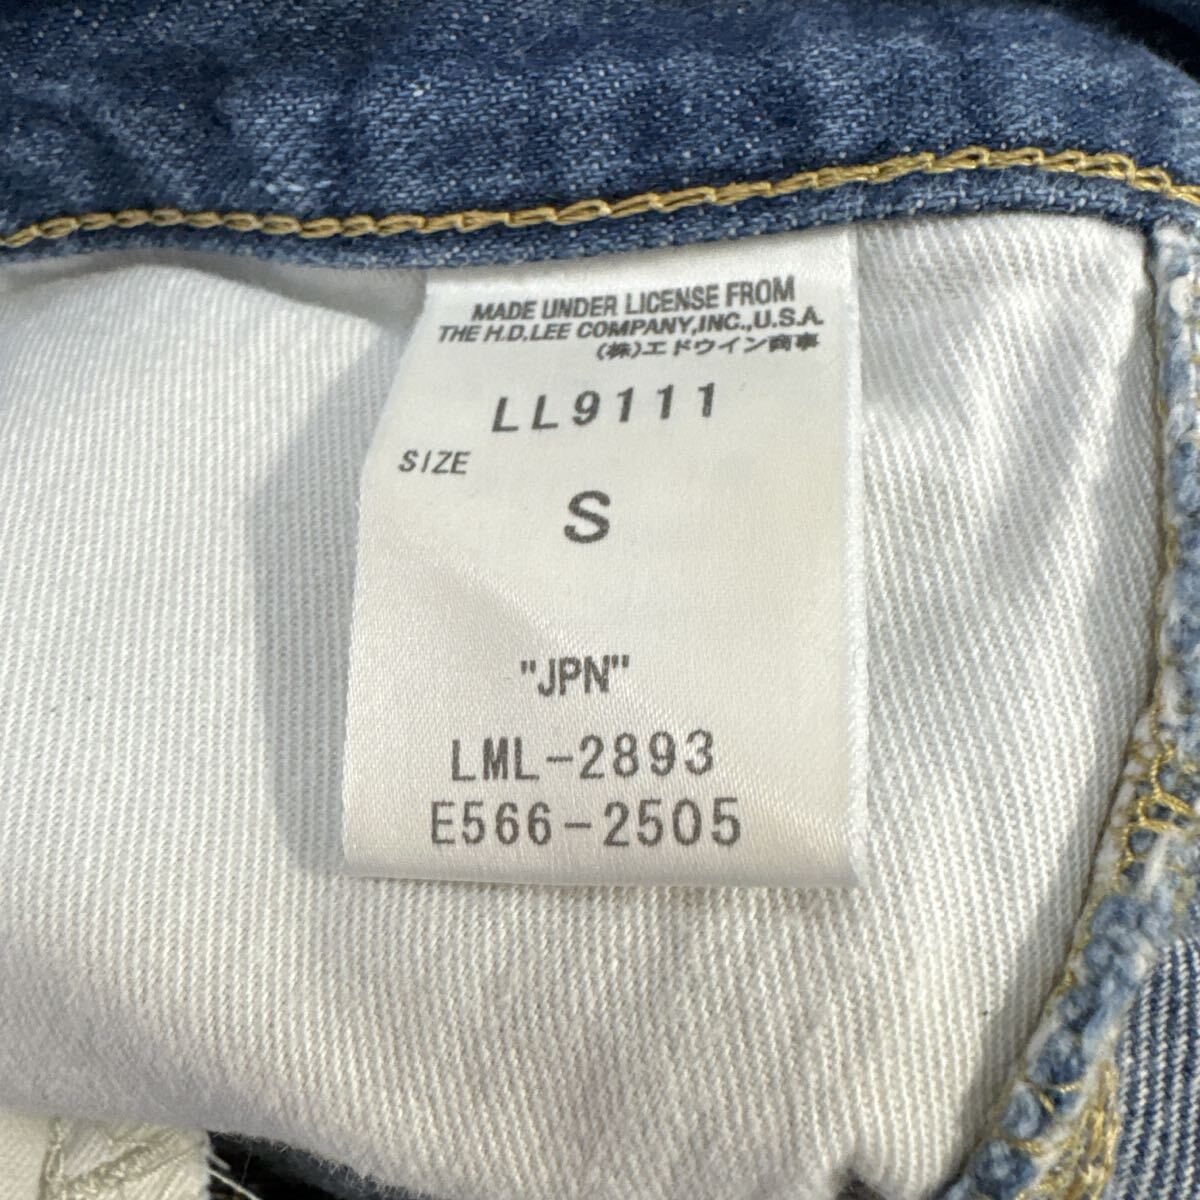 MADE UNDER LICENSE FROM
THE H.D.LEE COMPANY,INC.,U.S.A.
(株)エドウイン商事
LL9111
SIZE
S
"JPN"
LML-2893
E566-2505